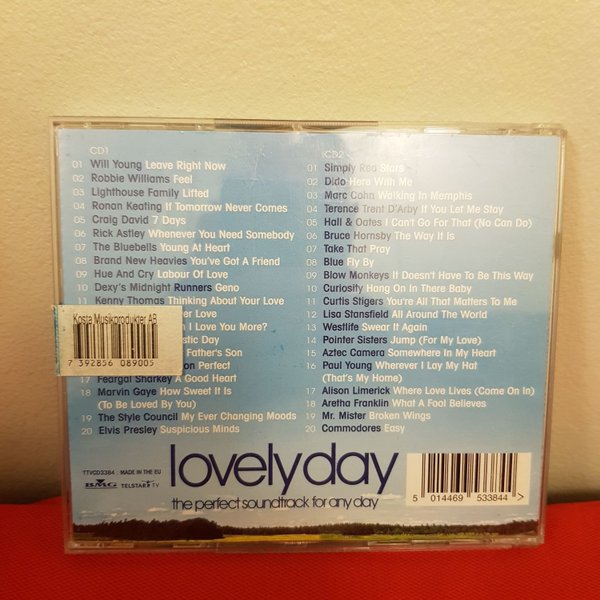 CD1
01 Will Young Leave Right Now
02 Robbie Williams Feel
03 Lighthouse Family Lifted
04 Ronan Keating If Tomorrow Never Comes
05 Craig David 7 Days
06 Rick Astley Whenever You Need Somebody
07 The Bluebells Young At Heart
08 Brand New Heavies You've Got A Friend
09 Hue And Cry Labour Of Love
10 Dexy's Midnight Runners Geno
11 Kenny Thomas Thinking About Your Love
ver Love
n I Love You More?
stic Day
Father's Son
on Perfect
17 Feargal Sharkey A Good Heart
18 Marvin Gaye How Sweet It Is
(To Be Loved By You)
19 The Style Council My Ever Changing Moods
20 Elvis Presley Suspicious Minds
Kosta Musikprodukter AB
7 392856 089005
CD2
01 Simply Red Stars
02 Dido Here With Me
03 Marc Cohn Walking In Memphis
04 Terence Trent D'Arby If You Let Me Stay
05 Hall & Oates I Can't Go For That (No Can Do)
06 Bruce Hornsby The Way It Is
07 Take That Pray
08 Blue Fly By
09 Blow Monkeys It Doesn't Have To Be This Way
10 Curiosity Hang On In There Baby
11 Curtis Stigers You're All That Matters To Me
12 Lisa Stansfield All Around The World
13 Westlife Swear It Again
14 Pointer Sisters Jump (For My Love)
15 Aztec Camera Somewhere In My Heart
16 Paul Young Wherever I Lay My Hat
(That's My Home)
17 Alison Limerick Where Love Lives (Come On In)
18 Aretha Franklin What A Fool Believes
19 Mr. Mister Broken Wings
20 Commodores Easy
TTVCD3384 : MADE IN THE EU
BMG TELSTAR TV
lovelyday
the perfect soundtrack for any day
5 014469 533844 >